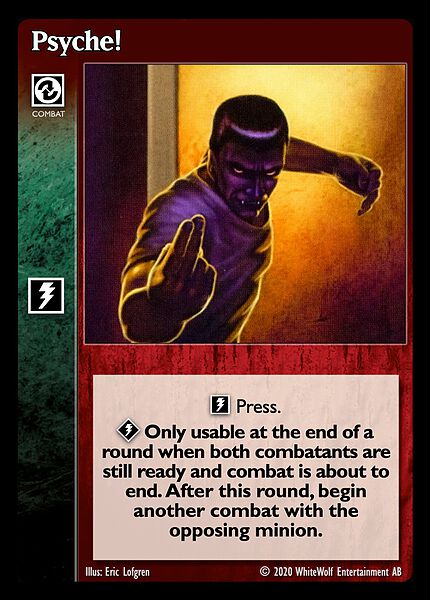 Psyche!
COMBAT
Press.
Only usable at the end of a
round when both combatants are
still ready and combat is about to
end. After this round, begin
another combat with the
opposing minion.
Illus: Eric Lofgren © 2020 WhiteWolf Entertainment AB